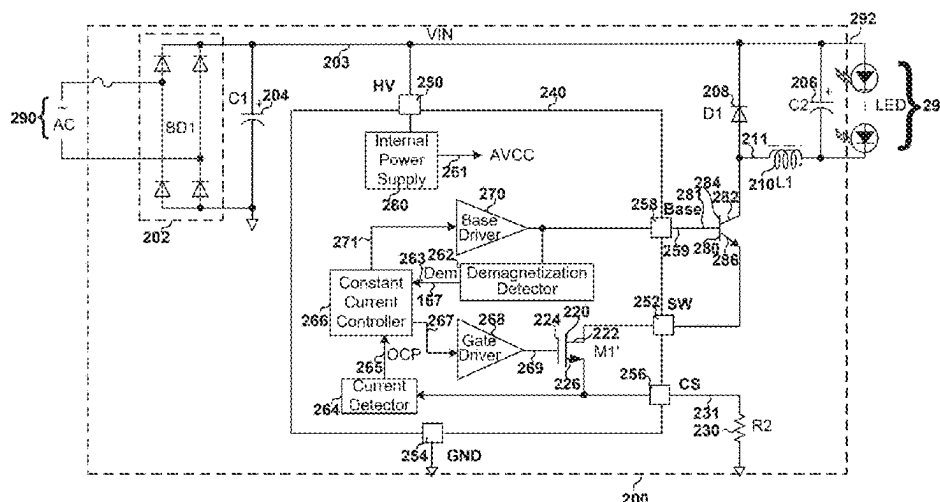 VIN
292
203
HV
280
240
290
AC
BD1
C1
204
208
D1
206
C2
LED
29
211
210
L1
Internal
Power
Supply
251
AVCC
260
202
270
Base
Driver
271
258
Base
281
284
282
259
280
286
262
263
Dem
167
Demagnetization
Detector
Constant
Current
Controller
266
267
268
Gate
Driver
269
224
220
222
M1'
226
252
SW
OCP
265
264
Current
Detector
256
CS
231
230
R2
254
GND
200